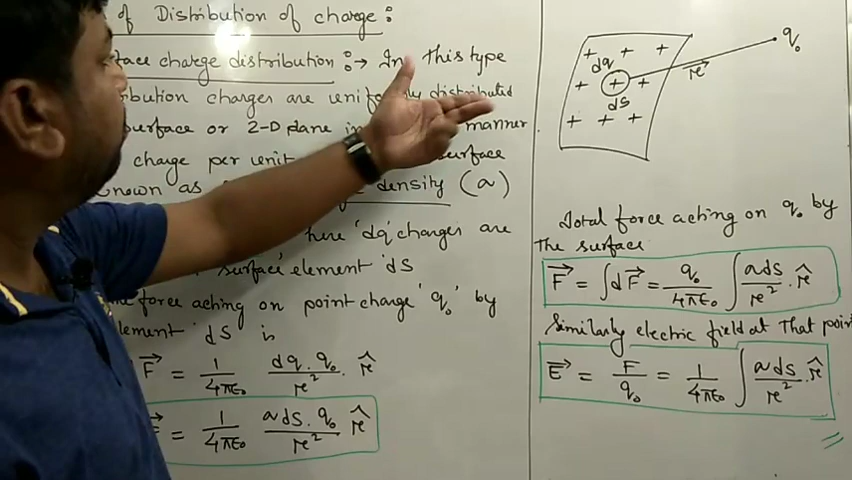 of Distribution of charge :
face charge distribution :→ In this type
bution charges are uniformly distributed
surface or 2-D plane in manner
charge per unit surface
nown as density (σ)
here 'dq' charges are
surface element ds
force acting on point charge 'q₀' by
element 'ds' is
F⃗ = 1/4πε₀ dq.q₀/r² . r̂
= 1/4πε₀ σds.q₀/r² r̂
+ + +
dq
+ + +
ds
+ + +
r⃗
q₀
Total force acting on q₀ by
the surface
F⃗ = ∫dF⃗ = q₀/4πε₀ ∫ σds/r² . r̂
Similarly electric field at that point
E⃗ = F/q₀ = 1/4πε₀ ∫ σds/r² . r̂